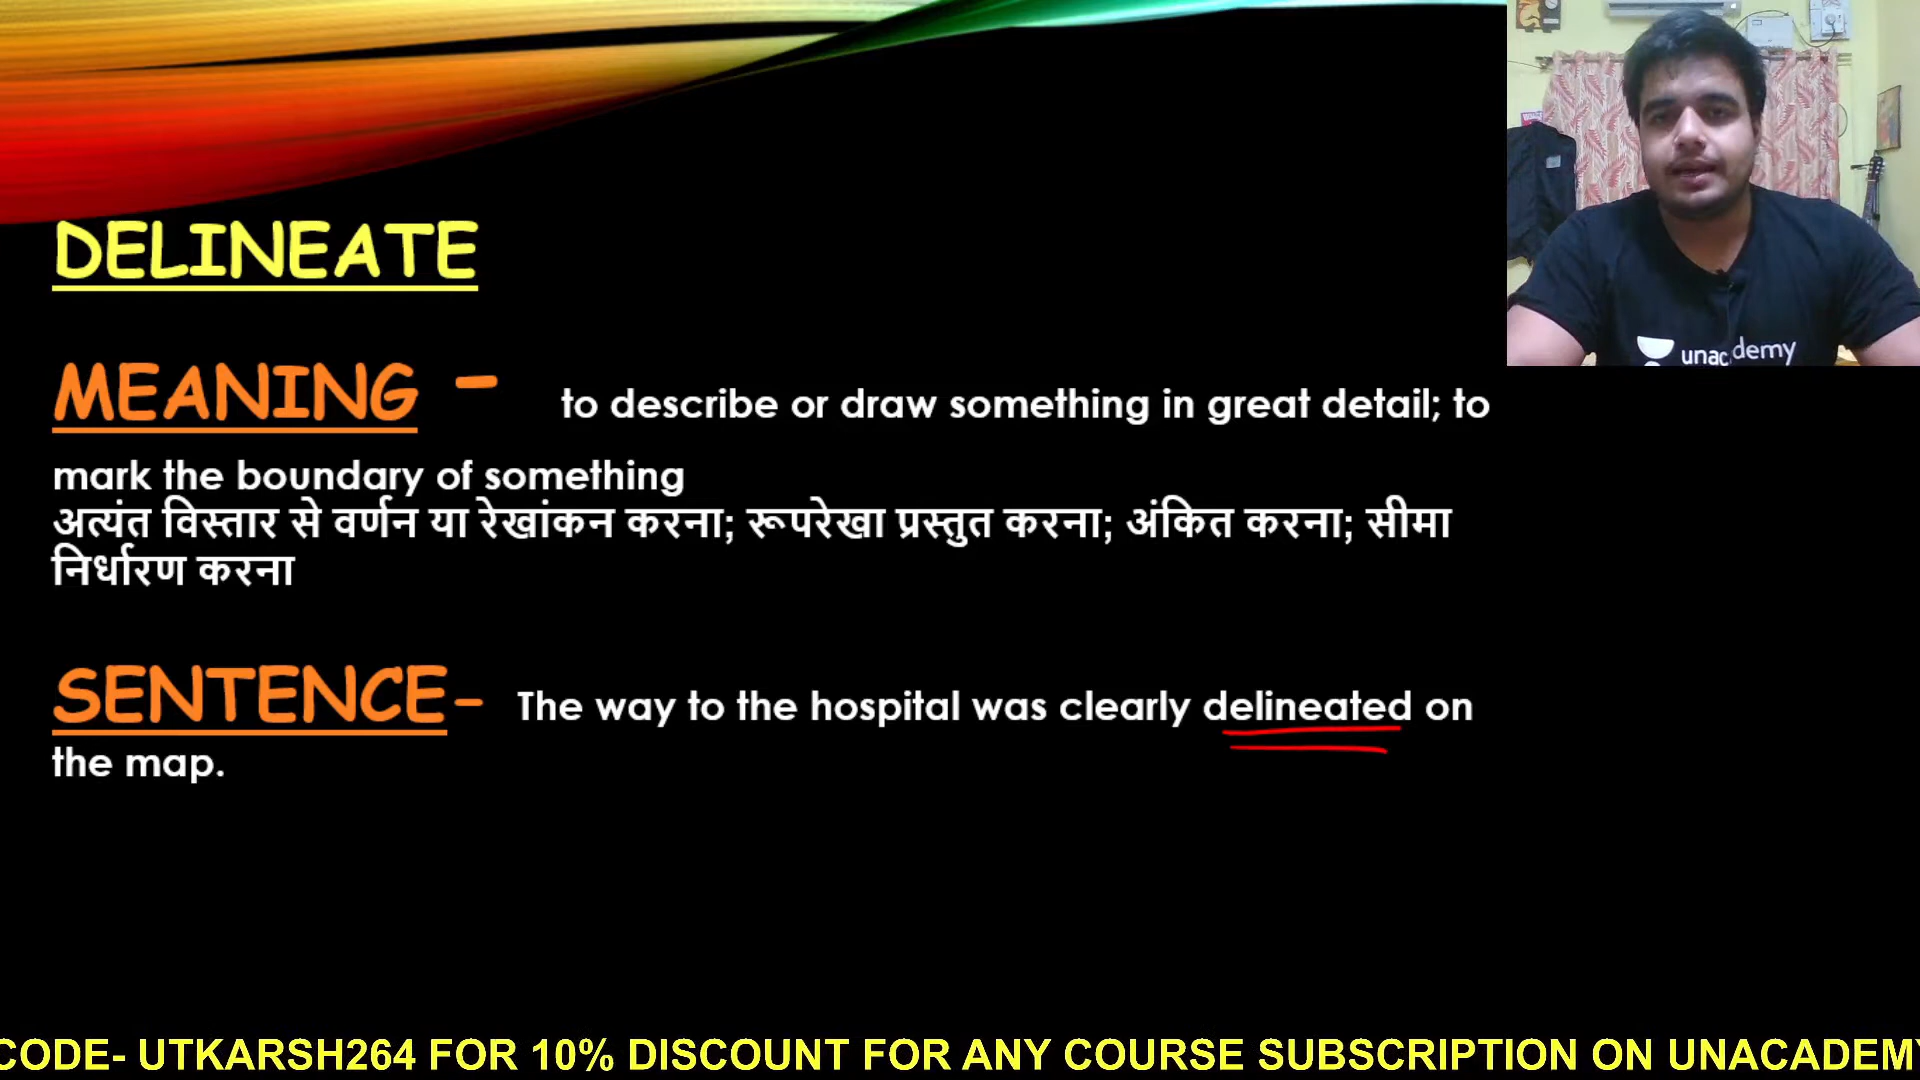 DELINEATE
MEANING - to describe or draw something in great detail; to
mark the boundary of something
अत्यंत विस्तार से वर्णन या रेखांकन करना; रूपरेखा प्रस्तुत करना; अंकित करना; सीमा
निर्धारण करना
SENTENCE- The way to the hospital was clearly delineated on
the map.
unacademy
CODE- UTKARSH264 FOR 10% DISCOUNT FOR ANY COURSE SUBSCRIPTION ON UNACADEMY